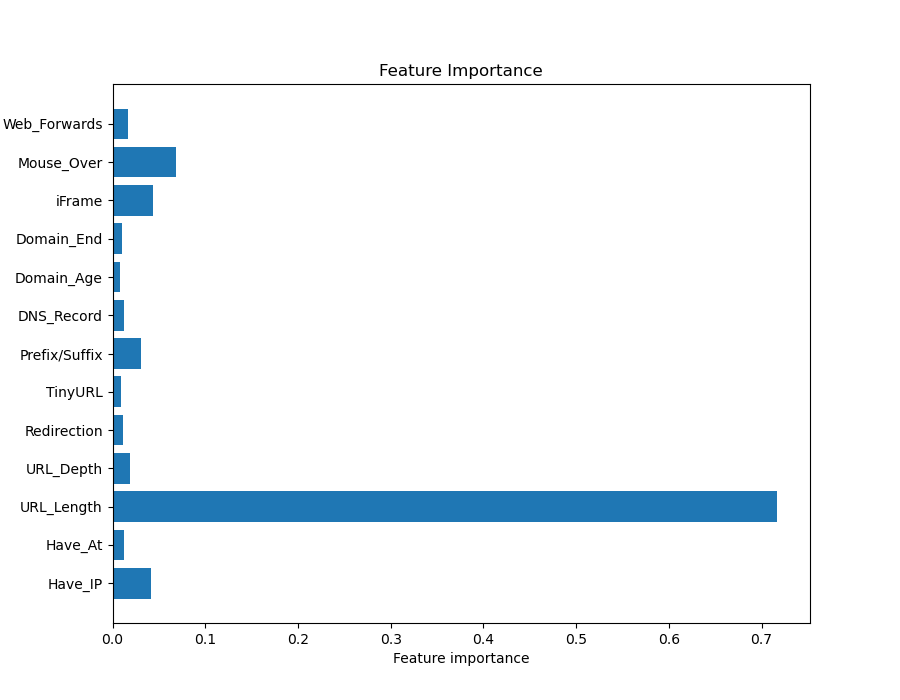 Feature Importance
Web_Forwards
Mouse_Over
iFrame
Domain_End
Domain_Age
DNS_Record
Prefix/Suffix
TinyURL
Redirection
URL_Depth
URL_Length
Have_At
Have_IP
0.0 0.1 0.2 0.3 0.4 0.5 0.6 0.7
Feature importance